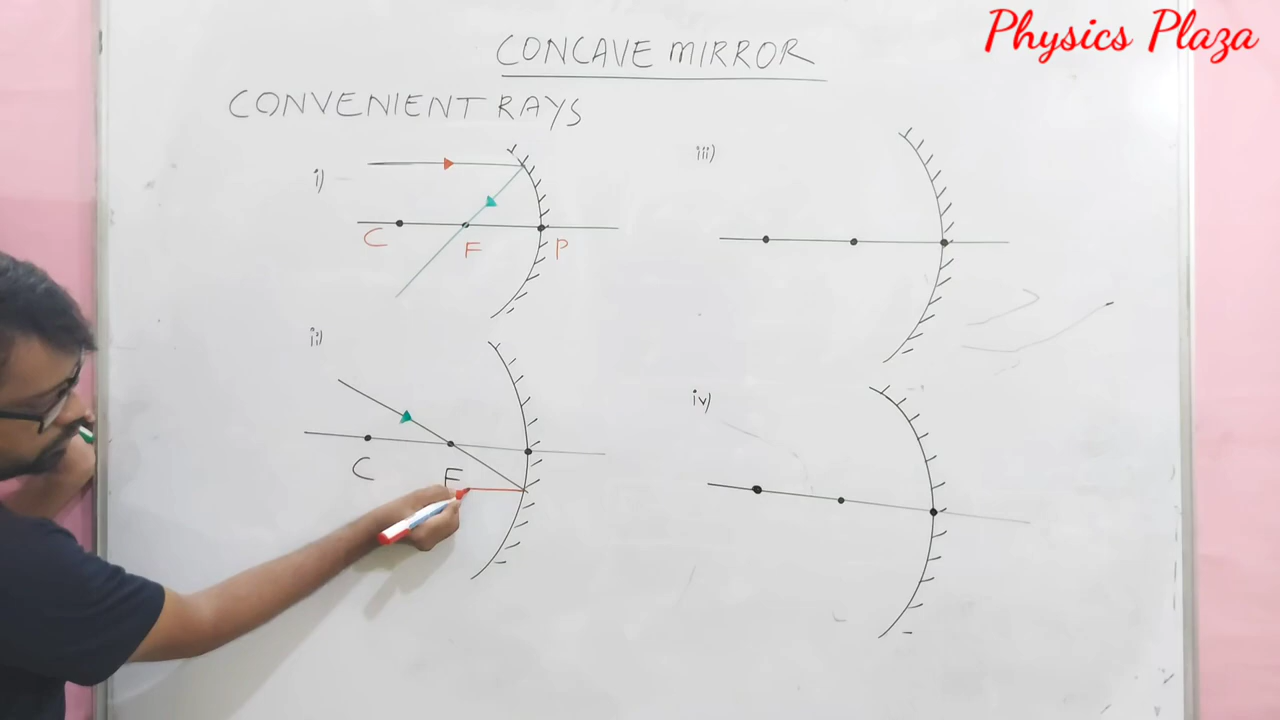 Physics Plaza
CONCAVE MIRROR
CONVENIENT RAYS
i)
C
F
P
ii)
C
F
iii)
iv)